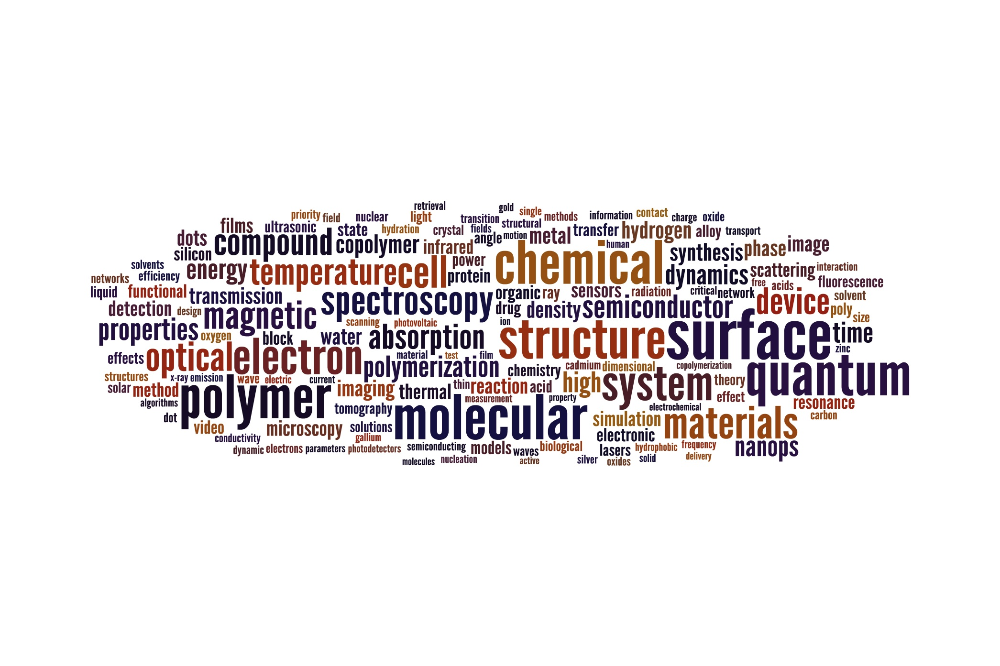 retrieval
priority field nuclear light transition gold single methods information contact charge oxide
films ultrasonic state hydration crystal fields structural
dots compound copolymer infrared angle motion metal transfer hydrogen alloy transport
silicon human synthesis phase image
solvents energy temperature cell power chemical
networks efficiency protein dynamics scattering interaction
liquid functional transmission spectroscopy organic ray sensors radiation critical network free acids fluorescence
detection design magnetic drug density semiconductor device solvent
scanning photovoltaic ion poly size
properties oxygen block water absorption structure surface time
effects optical electron material test film zinc
polymerization chemistry cadmium dimensional copolymerization quantum
structures x-ray emission wave electric current
solar method polymer imaging thermal thin reaction acid high system theory
algorithms measurement property effect resonance
dot tomography molecular electrochemical carbon
video microscopy solutions simulation materials
conductivity gallium electronic
dynamic electrons parameters photodetectors semiconducting models waves biological lasers hydrophobic frequency nanops
molecules nucleation active silver oxides solid delivery